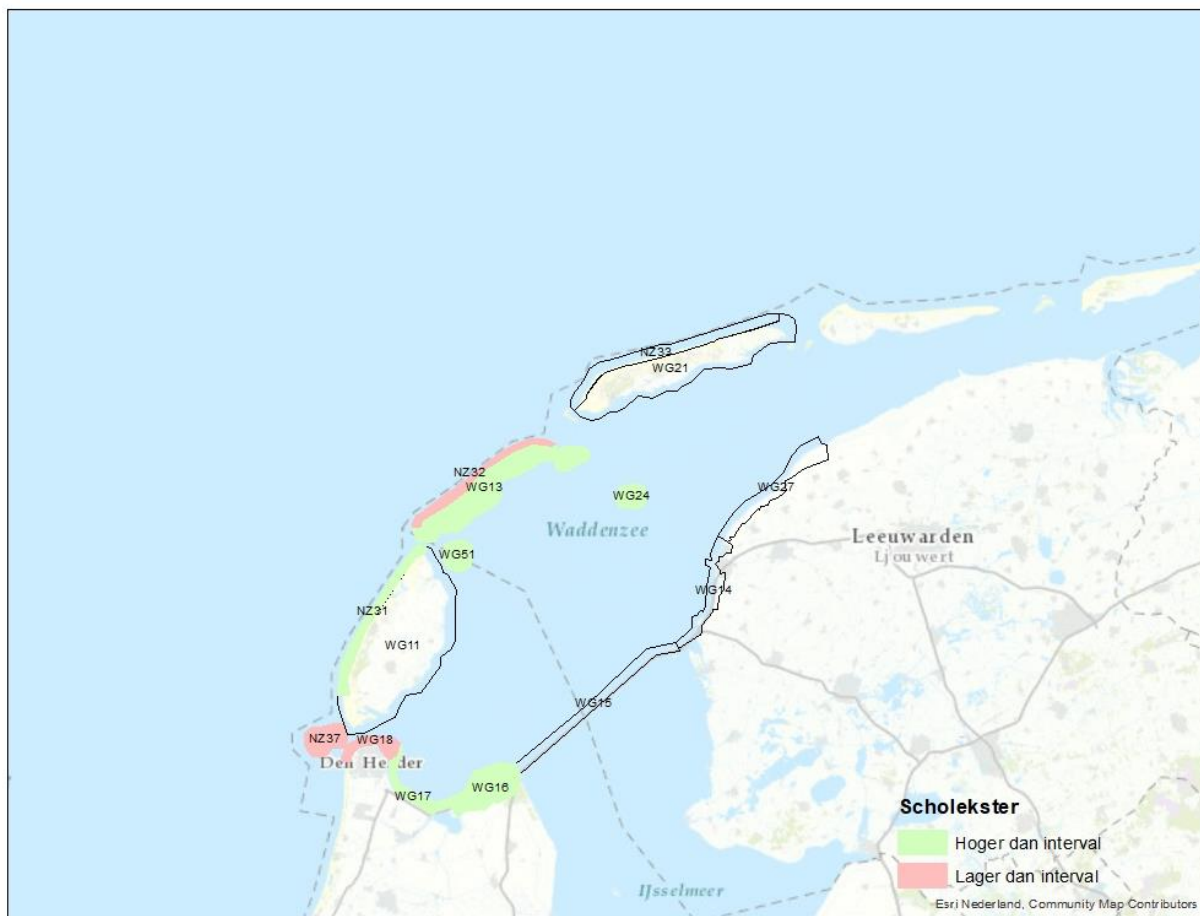 NZ33
WG21
NZ32
WG13
WG24
WG27
Waddenzee
Leeuwarden
Ljouwert
WG51
WG14
NZ31
WG11
WG15
NZ37
WG18
Den Helder
WG17
WG16
Scholekster
Hoger dan interval
Lager dan interval
IJsselmeer
Esri Nederland, Community Map Contributors